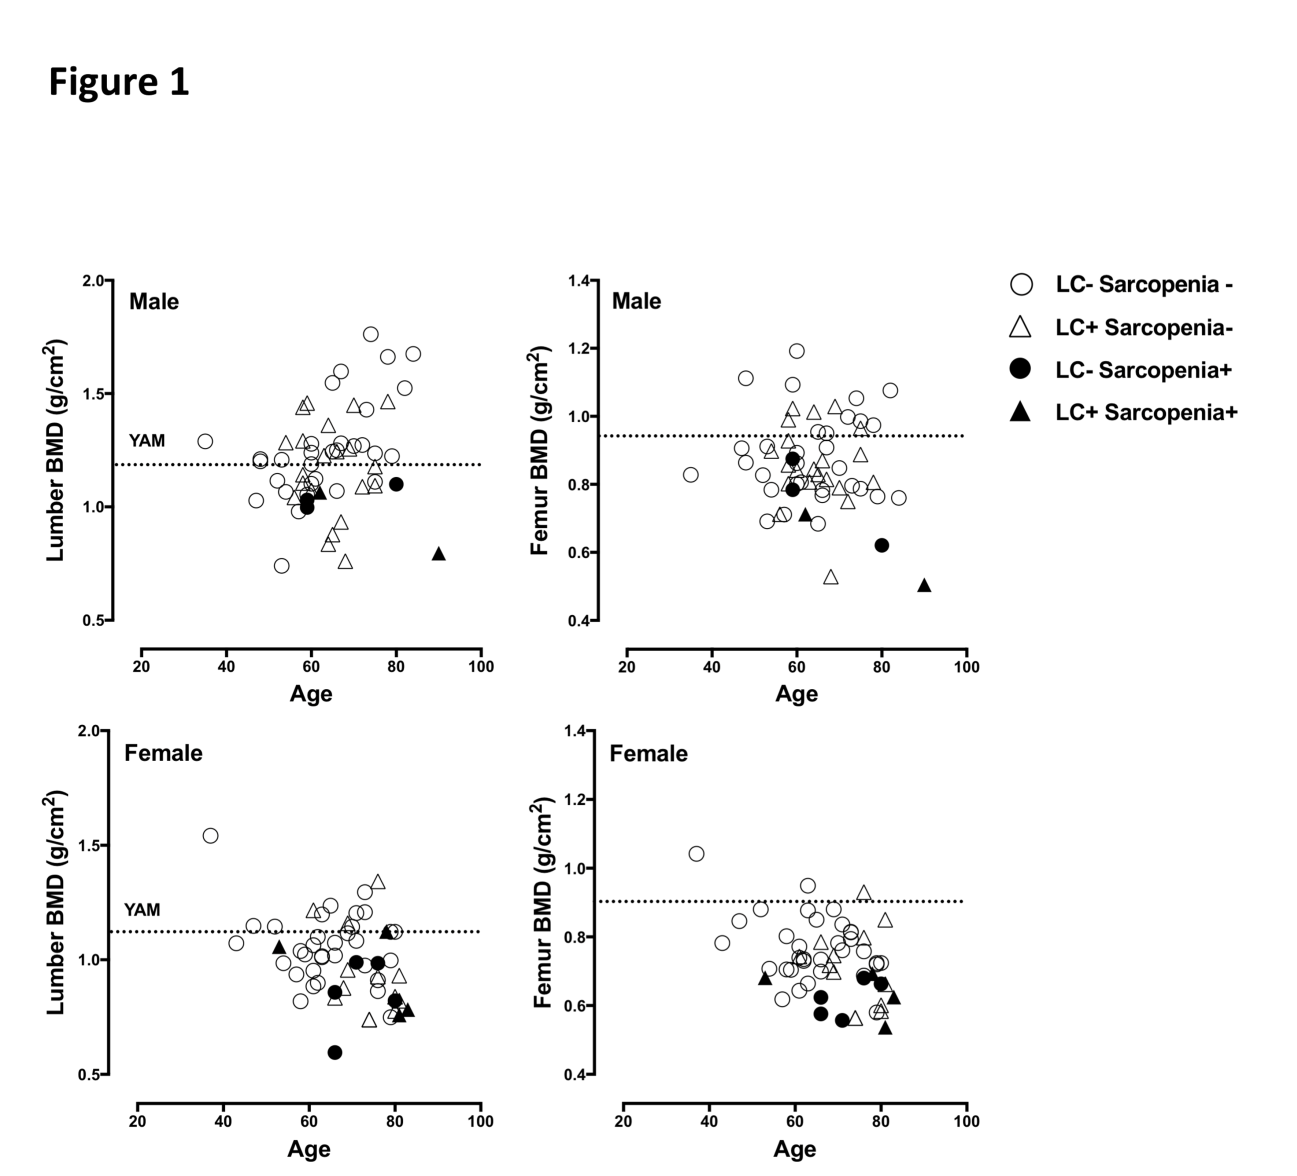 Figure 1
Male
Lumber BMD (g/cm2)
2.0
1.5
1.0
0.5
YAM
20 40 60 80 100
Age
Male
Femur BMD (g/cm2)
1.4
1.2
1.0
0.8
0.6
0.4
20 40 60 80 100
Age
LC- Sarcopenia -
LC+ Sarcopenia-
LC- Sarcopenia+
LC+ Sarcopenia+
Female
Lumber BMD (g/cm2)
2.0
1.5
1.0
0.5
YAM
20 40 60 80 100
Age
Female
Femur BMD (g/cm2)
1.4
1.2
1.0
0.8
0.6
0.4
20 40 60 80 100
Age